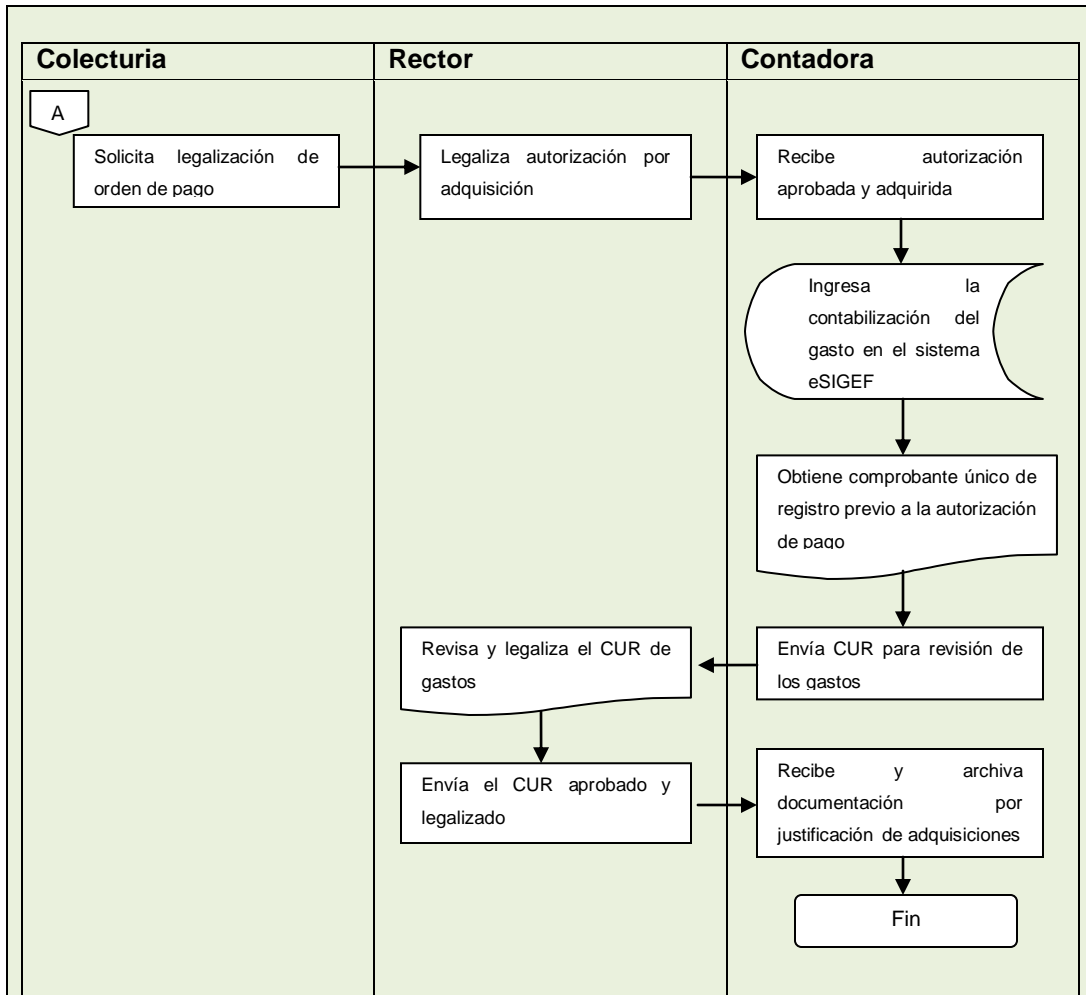 Colecturia
Rector
Contadora
A
Solicita legalización de
orden de pago
Legaliza autorización por
adquisición
Recibe autorización
aprobada y adquirida
Ingresa la
contabilización del
gasto en el sistema
eSIGEF
Obtiene comprobante único de
registro previo a la autorización
de pago
Revisa y legaliza el CUR de
gastos
Envía CUR para revisión de
los gastos
Envía el CUR aprobado y
legalizado
Recibe y archiva
documentación por
justificación de adquisiciones
Fin